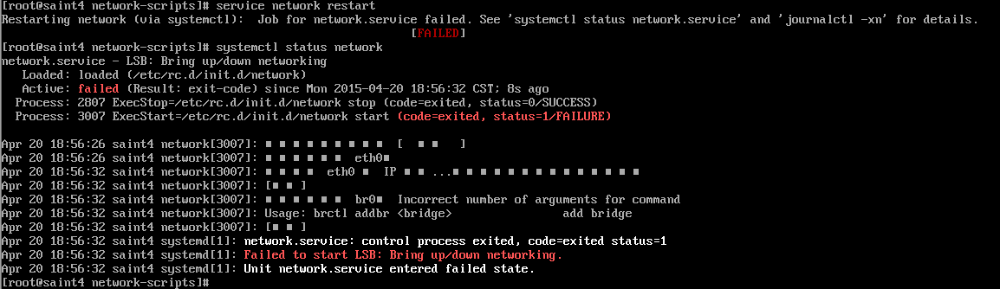 [root@saint4 network-scripts]# service network restart
Restarting network (via systemctl):  Job for network.service failed. See 'systemctl status network.service' and 'journalctl -xn' for details.
[FAILED]
[root@saint4 network-scripts]# systemctl status network
network.service - LSB: Bring up/down networking
   Loaded: loaded (/etc/rc.d/init.d/network)
   Active: failed (Result: exit-code) since Mon 2015-04-20 18:56:32 CST; 8s ago
  Process: 2807 ExecStop=/etc/rc.d/init.d/network stop (code=exited, status=0/SUCCESS)
  Process: 3007 ExecStart=/etc/rc.d/init.d/network start (code=exited, status=1/FAILURE)
Apr 20 18:56:26 saint4 network[3007]: ■ ■ ■ ■ ■ ■ ■ ■ ■  [  ■ ■   ]
Apr 20 18:56:26 saint4 network[3007]: ■ ■ ■ ■ ■ ■  eth0■
Apr 20 18:56:32 saint4 network[3007]: ■ ■ ■ ■  eth0 ■  IP ■ ■ ...■ ■ ■ ■ ■ ■ ■ ■ ■ ■ ■ ■ ■ ■
Apr 20 18:56:32 saint4 network[3007]: [■ ■ ]
Apr 20 18:56:32 saint4 network[3007]: ■ ■ ■ ■ ■ ■  br0■  Incorrect number of arguments for command
Apr 20 18:56:32 saint4 network[3007]: Usage: brctl addbr <bridge>                add bridge
Apr 20 18:56:32 saint4 network[3007]: [■ ■ ]
Apr 20 18:56:32 saint4 systemd[1]: network.service: control process exited, code=exited status=1
Apr 20 18:56:32 saint4 systemd[1]: Failed to start LSB: Bring up/down networking.
Apr 20 18:56:32 saint4 systemd[1]: Unit network.service entered failed state.
[root@saint4 network-scripts]#